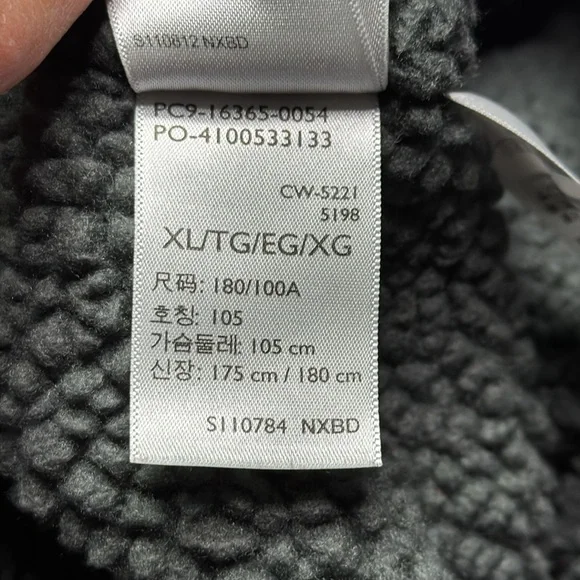 S110812 NXBD
PC9-16365-0054
PO-4100533133
CW-5221
5198
XL/TG/EG/XG
尺码: 180/100A
호칭: 105
가슴둘레: 105 cm
신장: 175 cm / 180 cm
S110784 NXBD